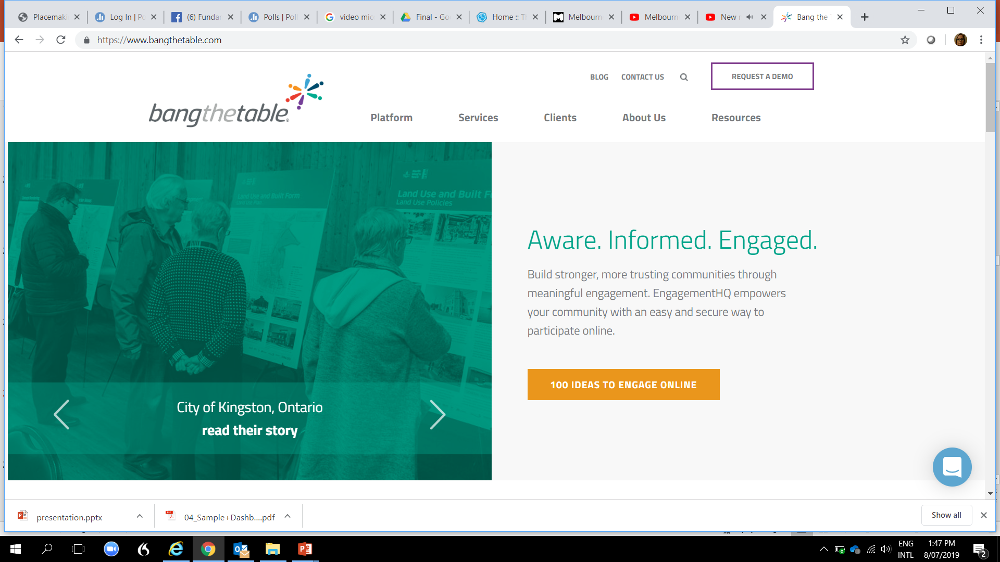 Placemaki
Log In | Po
(6) Fundar
Polls | Poll
video mic
Final - Goo
Home :: T
Melbourn
Melbourn
New r
Bang the
https://www.bangthetable.com
BLOG
CONTACT US
REQUEST A DEMO
bangthetable
Platform
Services
Clients
About Us
Resources
Land Use and Built Form
Land Use Plan
Land Use and Built F
Land Use Policies
Aware. Informed. Engaged.
Build stronger, more trusting communities through
meaningful engagement. EngagementHQ empowers
your community with an easy and secure way to
participate online.
100 IDEAS TO ENGAGE ONLINE
City of Kingston, Ontario
read their story
presentation.pptx
04_Sample+Dashb....pdf
Show all
ENG
INTL
1:47 PM
8/07/2019
2